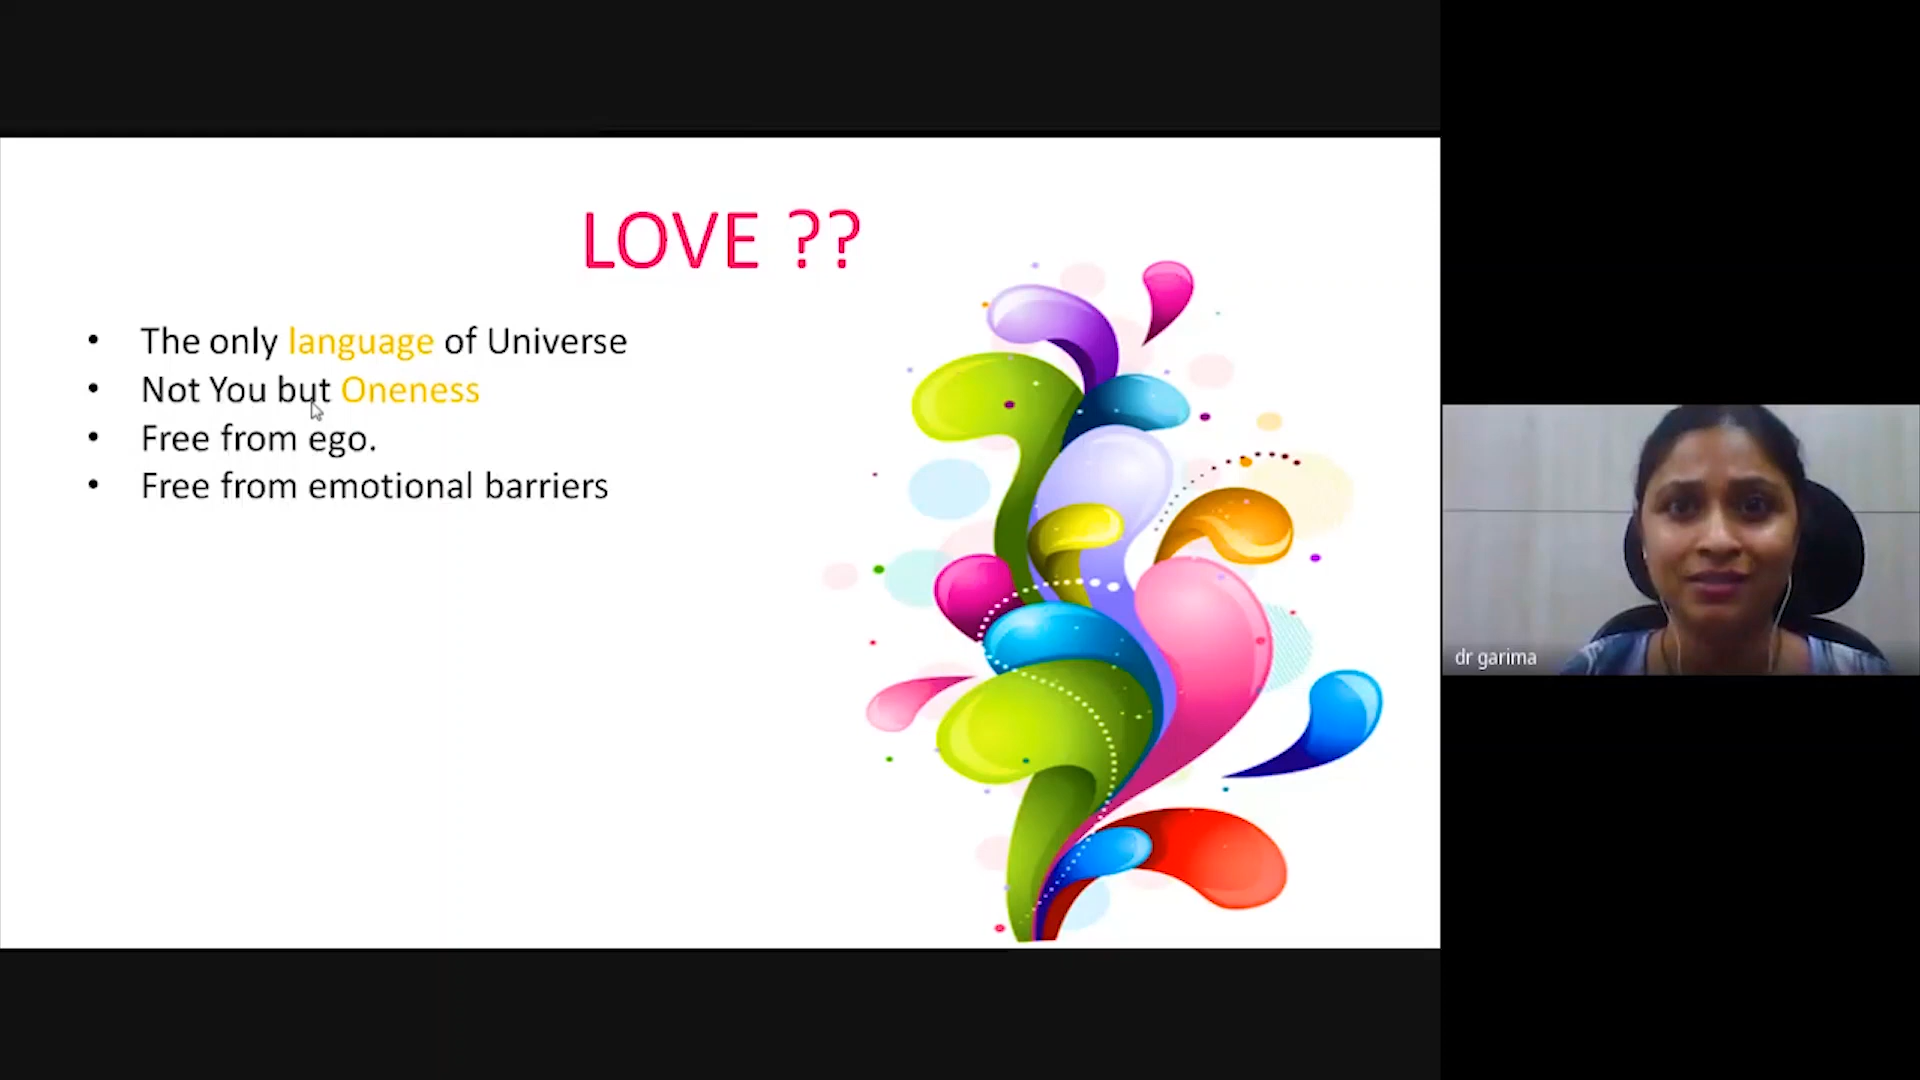 LOVE ??
• The only language of Universe
• Not You but Oneness
• Free from ego.
• Free from emotional barriers
dr garima